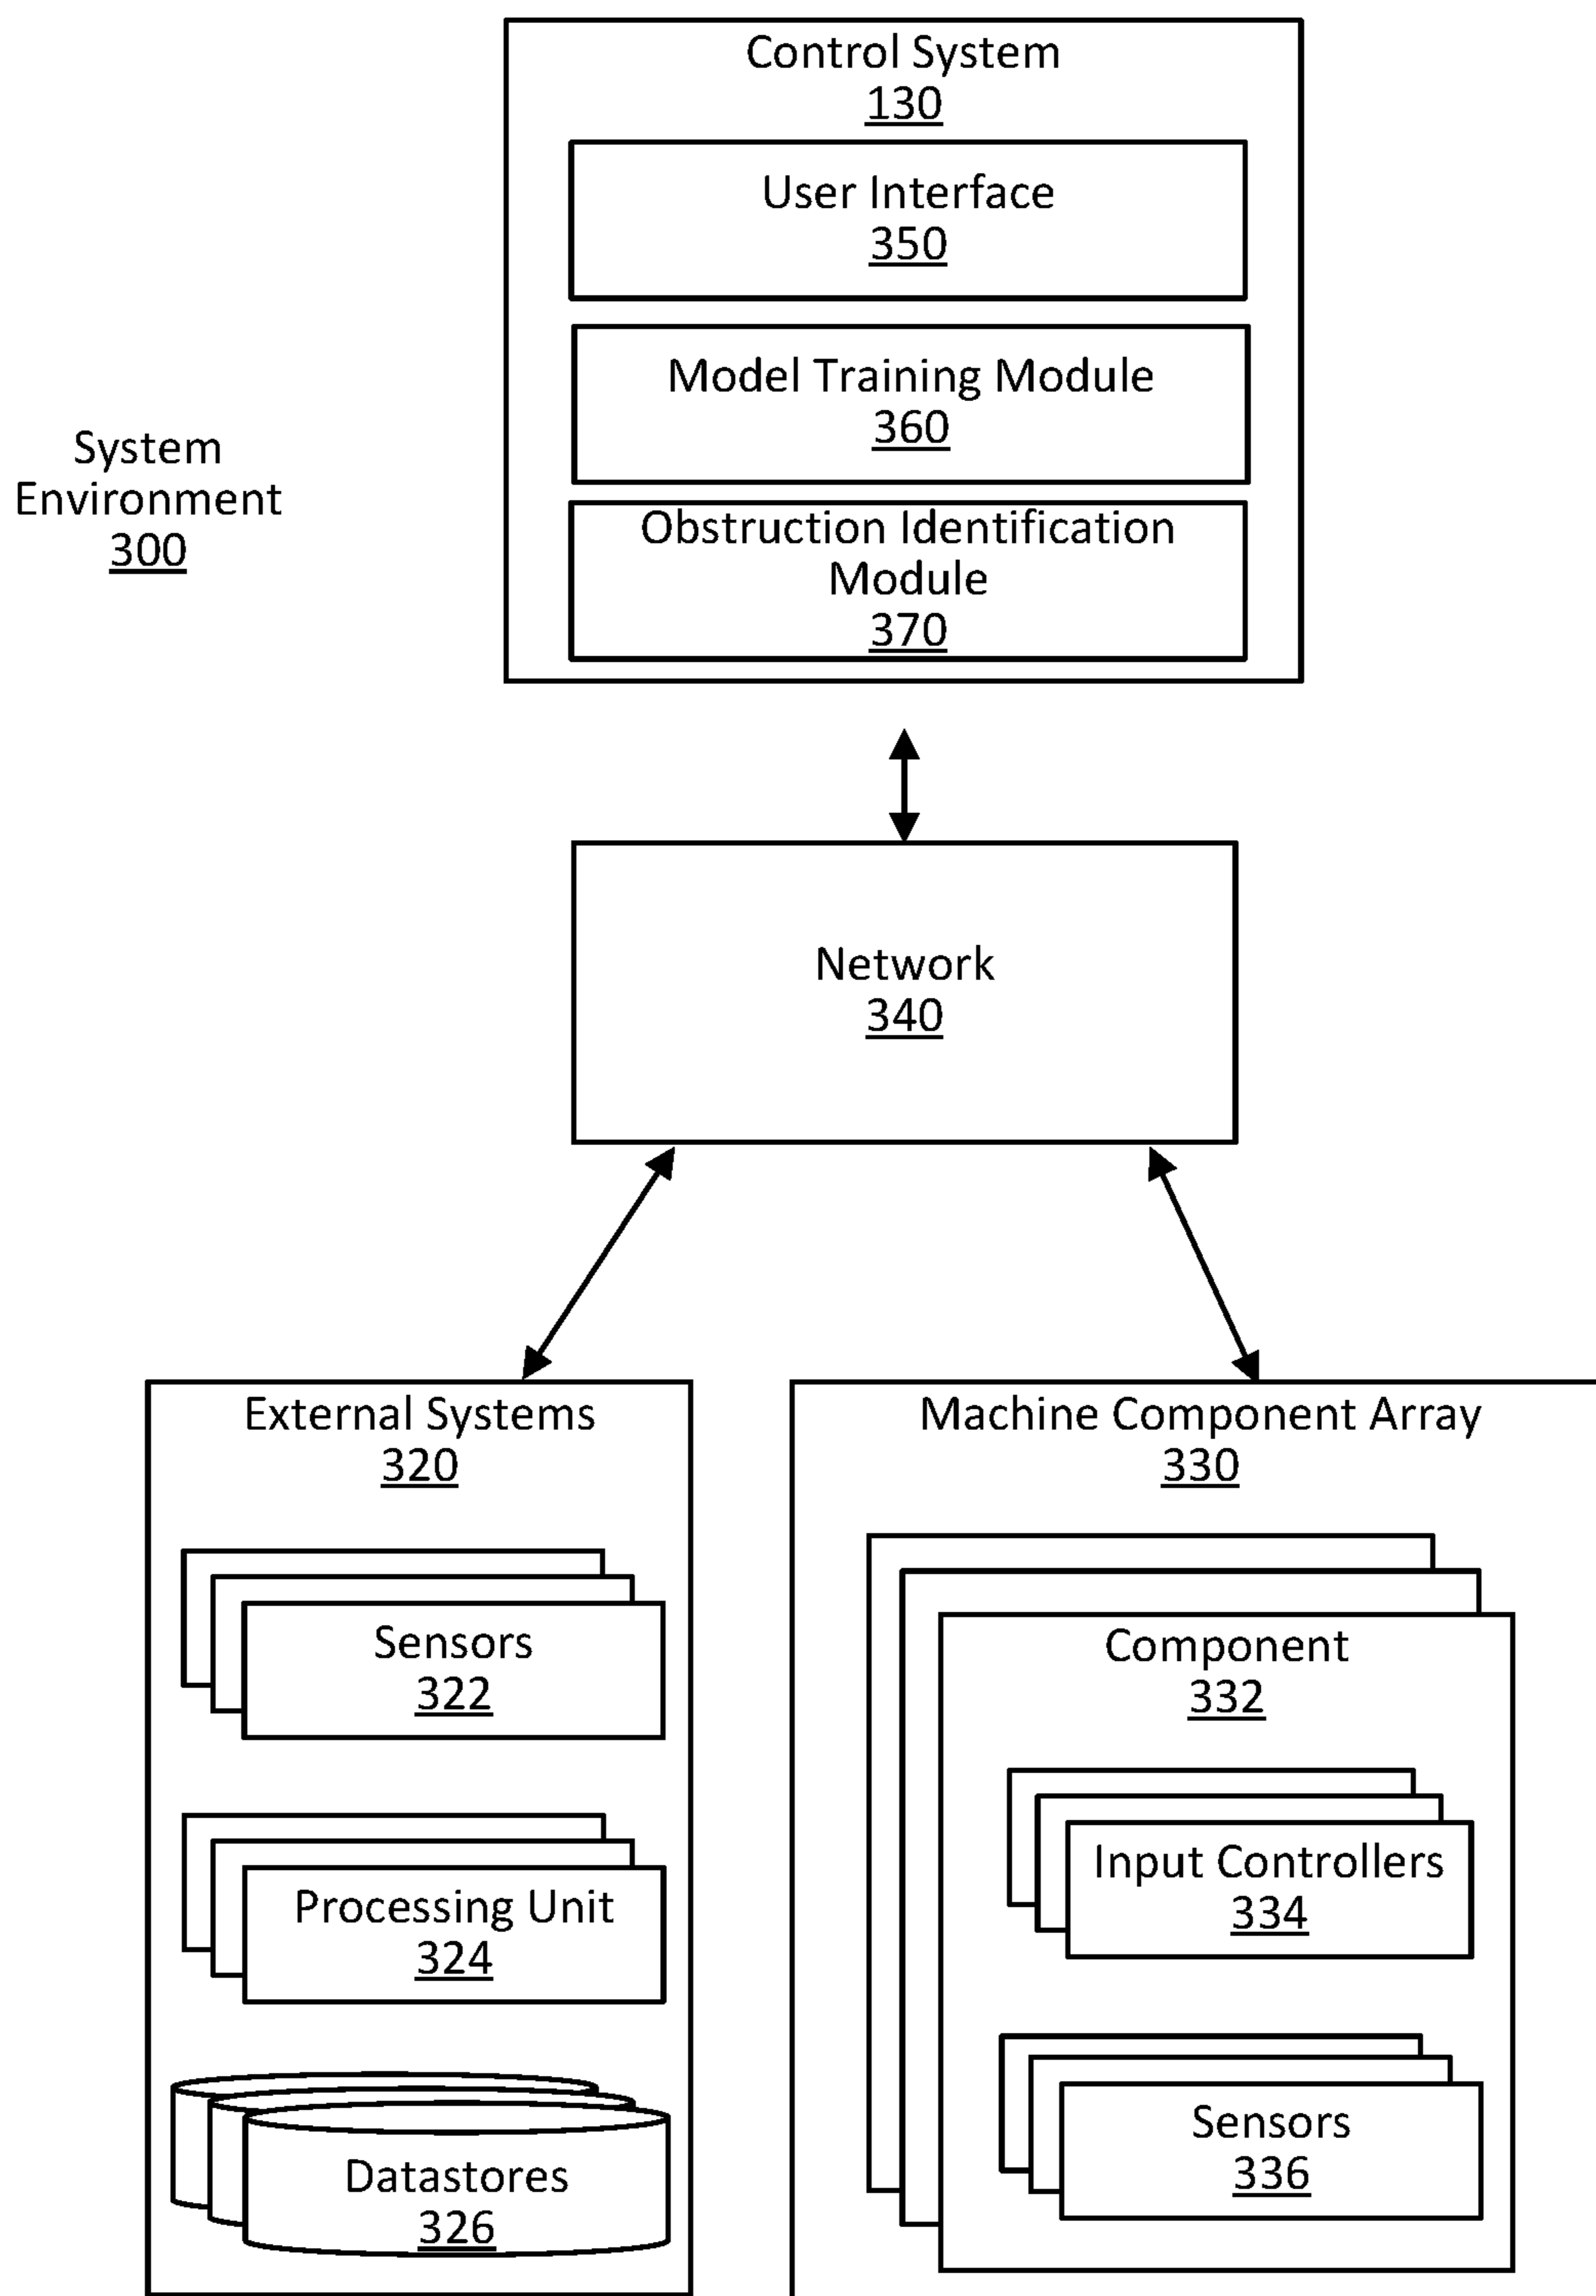 Control System
130
User Interface
350
Model Training Module
360
Obstruction Identification
Module
370
System
Environment
300
Network
340
External Systems
320
Sensors
322
Processing Unit
324
Datastores
326
Machine Component Array
330
Component
332
Input Controllers
334
Sensors
336